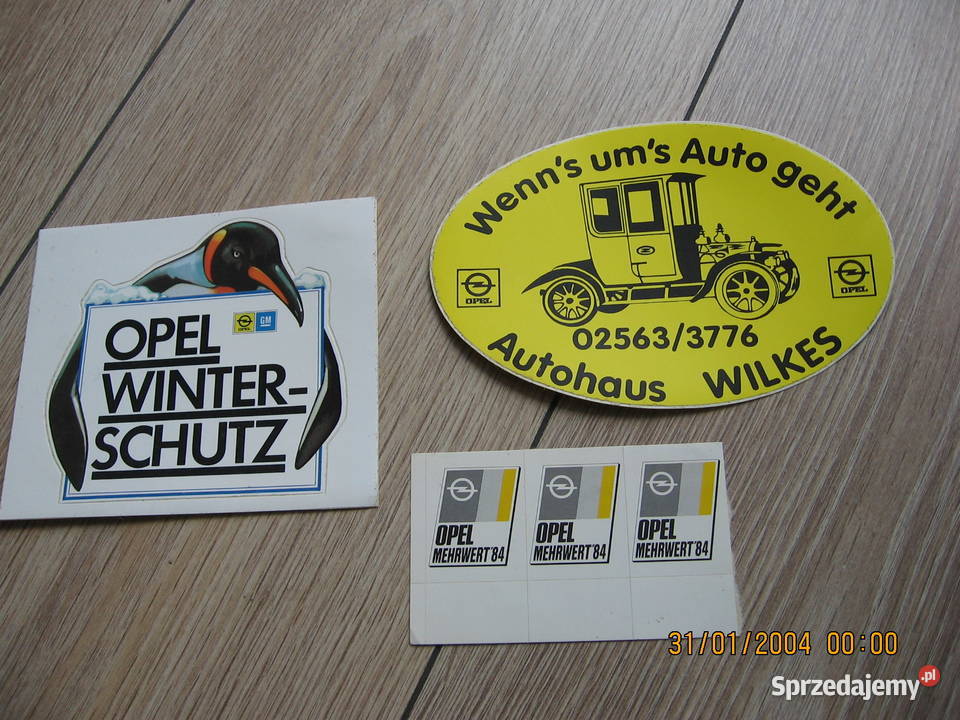 OPEL
GM
OPEL
WINTER-
SCHUTZ
Wenn's um's Auto geht
OPEL
OPEL
02563/3776
Autohaus WILKES
OPEL
MEHRWERT'84
OPEL
MEHRWERT'84
OPEL
MEHRWERT'84
31/01/2004 00:00
Sprzedajemy.pl